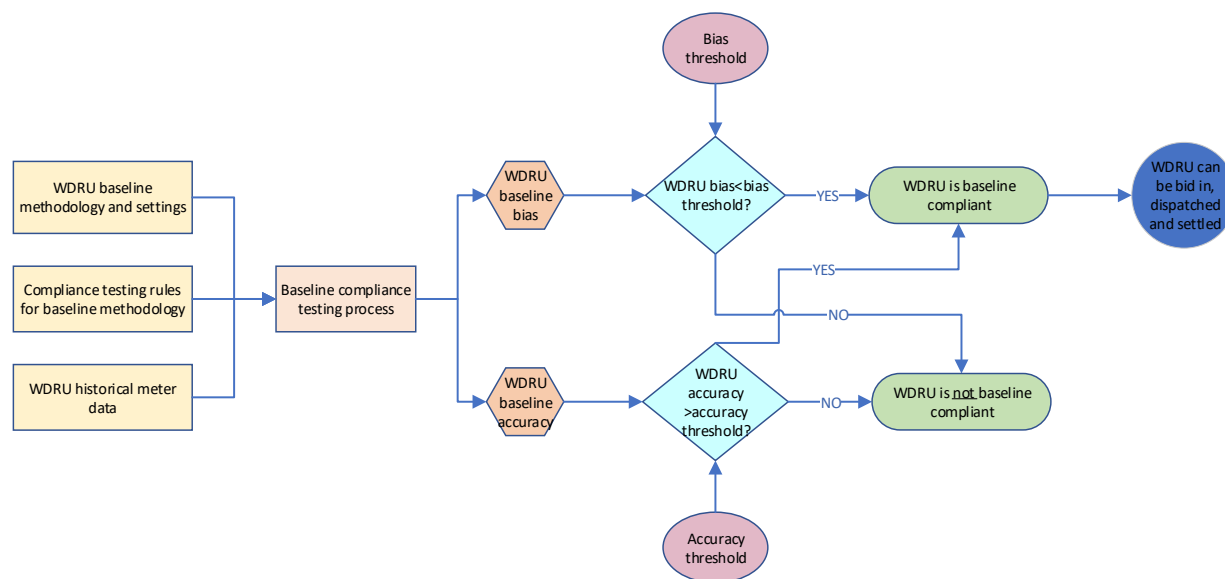 Bias
threshold
WDRU baseline
methodology and settings
Compliance testing rules
for baseline methodology
WDRU historical meter
data
Baseline compliance
testing process
WDRU
baseline
bias
WDRU
baseline
accuracy
WDRU bias<bias
threshold?
WDRU
accuracy
>accuracy
threshold?
YES
YES
NO
NO
WDRU is baseline
compliant
WDRU is not baseline
compliant
WDRU can
be bid in,
dispatched
and settled
Accuracy
threshold